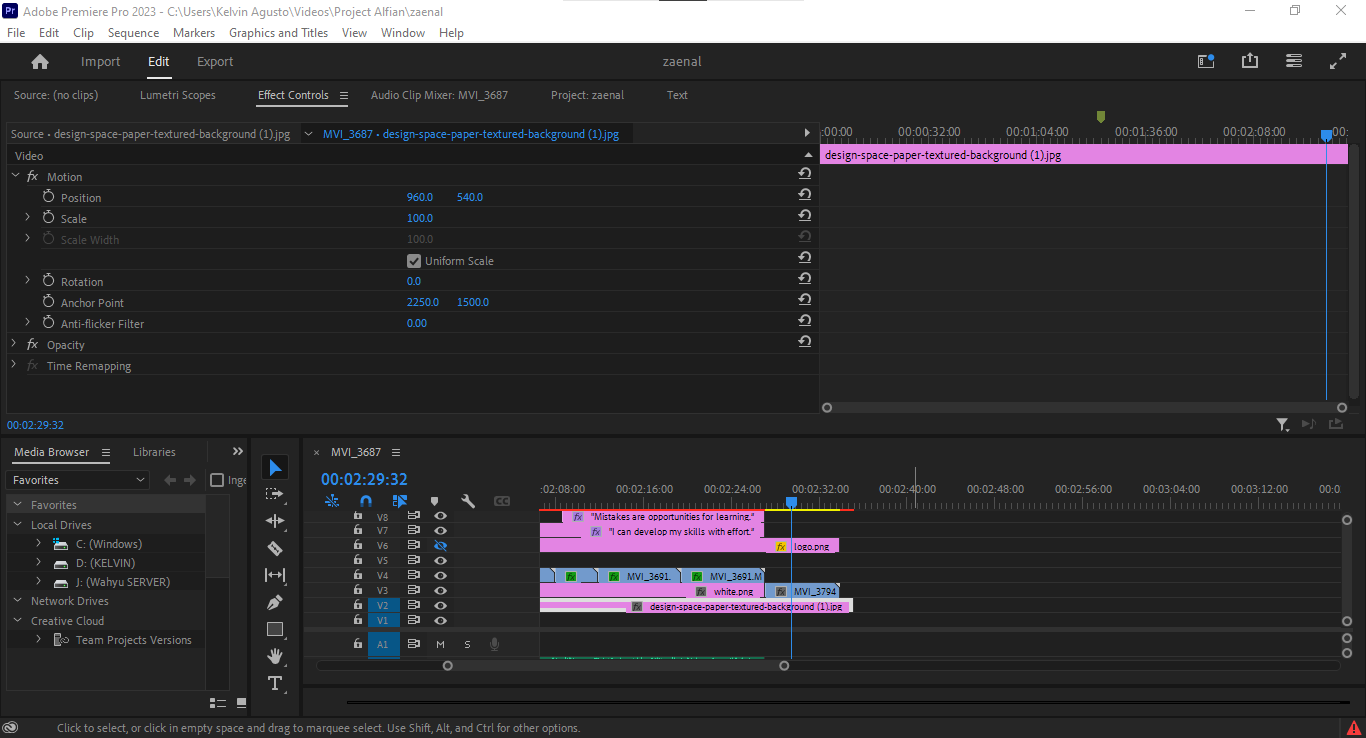 Adobe Premiere Pro 2023 - C:\Users\Kelvin Agusto\Videos\Project Alfian\zaenal
File Edit Clip Sequence Markers Graphics and Titles View Window Help
Import Edit Export zaenal
Source: (no clips) Lumetri Scopes Effect Controls Audio Clip Mixer: MVI_3687 Project: zaenal Text
Source • design-space-paper-textured-background (1).jpg MVI_3687 • design-space-paper-textured-background (1).jpg :00:00 00:00:32:00 00:01:04:00 00:01:36:00 00:02:08:00 00:
Video design-space-paper-textured-background (1).jpg
fx Motion
Position 960.0 540.0
Scale 100.0
Scale Width 100.0
Uniform Scale
Rotation 0.0
Anchor Point 2250.0 1500.0
Anti-flicker Filter 0.00
fx Opacity
fx Time Remapping
00:02:29:32
Media Browser Libraries
Favorites Inge
Favorites
Local Drives
C: (Windows)
D: (KELVIN)
J: (Wahyu SERVER)
Network Drives
Creative Cloud
Team Projects Versions
× MVI_3687
00:02:29:32
:02:08:00 00:02:16:00 00:02:24:00 00:02:32:00 00:02:40:00 00:02:48:00 00:02:56:00 00:03:04:00 00:03:12:00 00:0
V8 fx "Mistakes are opportunities for learning."
V7 fx "I can develop my skills with effort."
V6 fx logo.png
V5
V4 fx fx MVI_3691. fx MVI_3691.M
V3 fx white.png fx MVI_3794
V2 fx design-space-paper-textured-background (1).jpg
V1
A1 M S
Click to select, or click in empty space and drag to marquee select. Use Shift, Alt, and Ctrl for other options.